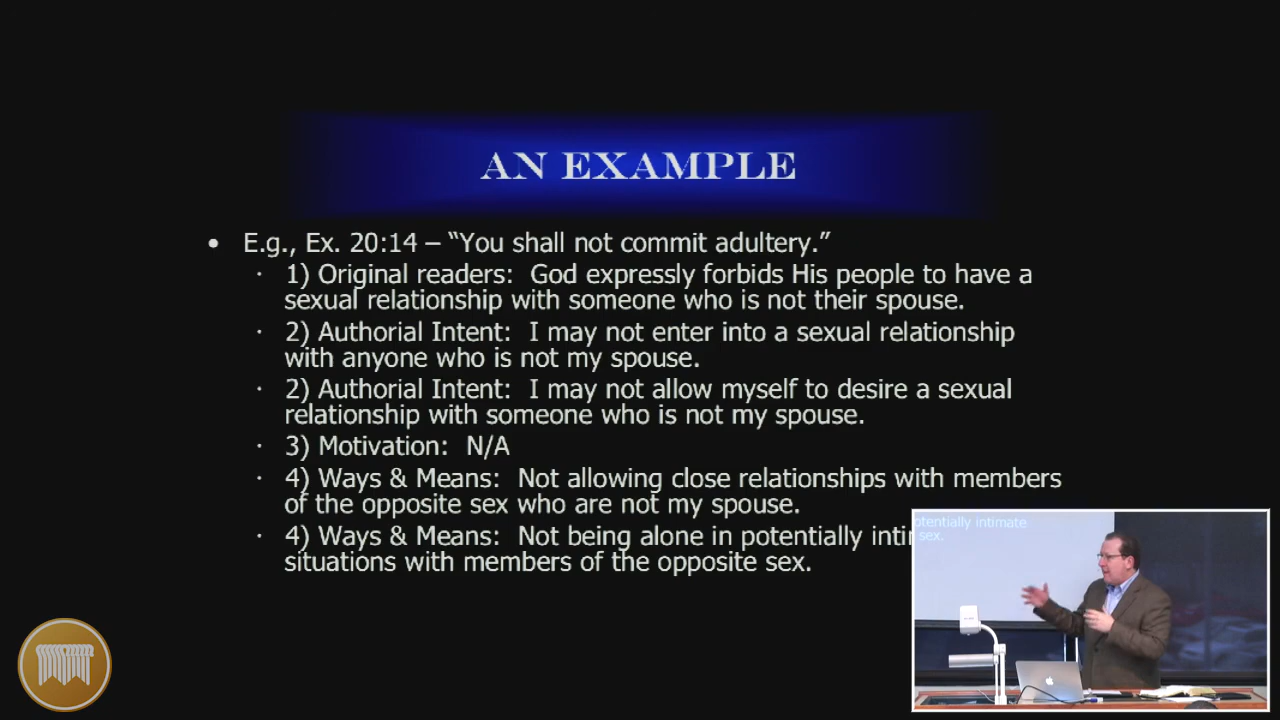 AN EXAMPLE
• E.g., Ex. 20:14 – “You shall not commit adultery.”
· 1) Original readers: God expressly forbids His people to have a
sexual relationship with someone who is not their spouse.
· 2) Authorial Intent: I may not enter into a sexual relationship
with anyone who is not my spouse.
· 2) Authorial Intent: I may not allow myself to desire a sexual
relationship with someone who is not my spouse.
· 3) Motivation: N/A
· 4) Ways & Means: Not allowing close relationships with members
of the opposite sex who are not my spouse.
· 4) Ways & Means: Not being alone in potentially inti
situations with members of the opposite sex.
otentially intimate
sex.